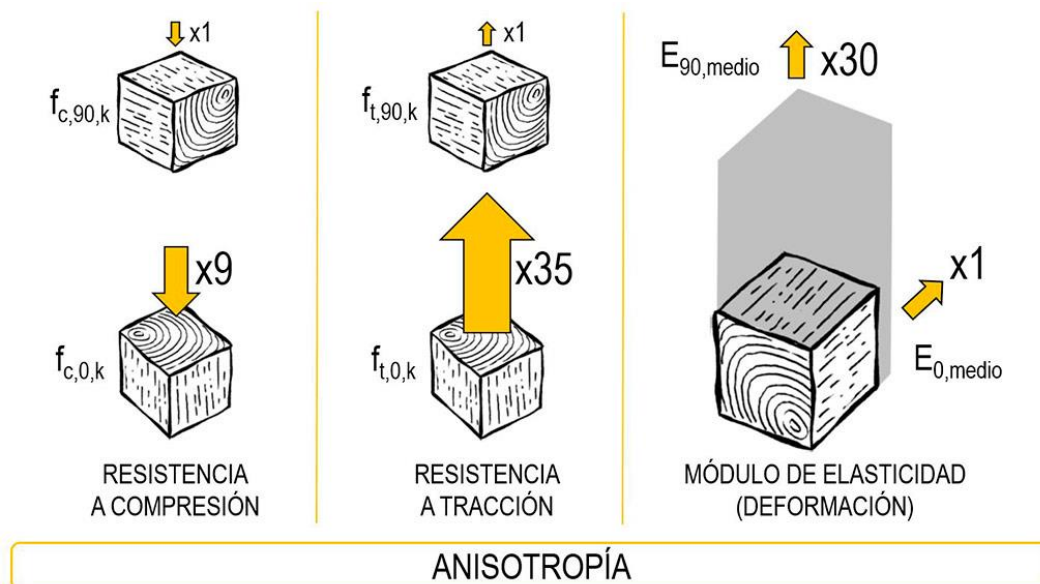 x1
f c,90,k
x9
f c,0,k
RESISTENCIA
A COMPRESIÓN
x1
f t,90,k
x35
f t,0,k
RESISTENCIA
A TRACCIÓN
E 90,medio
x30
x1
E 0,medio
MÓDULO DE ELASTICIDAD
(DEFORMACIÓN)
ANISOTROPÍA